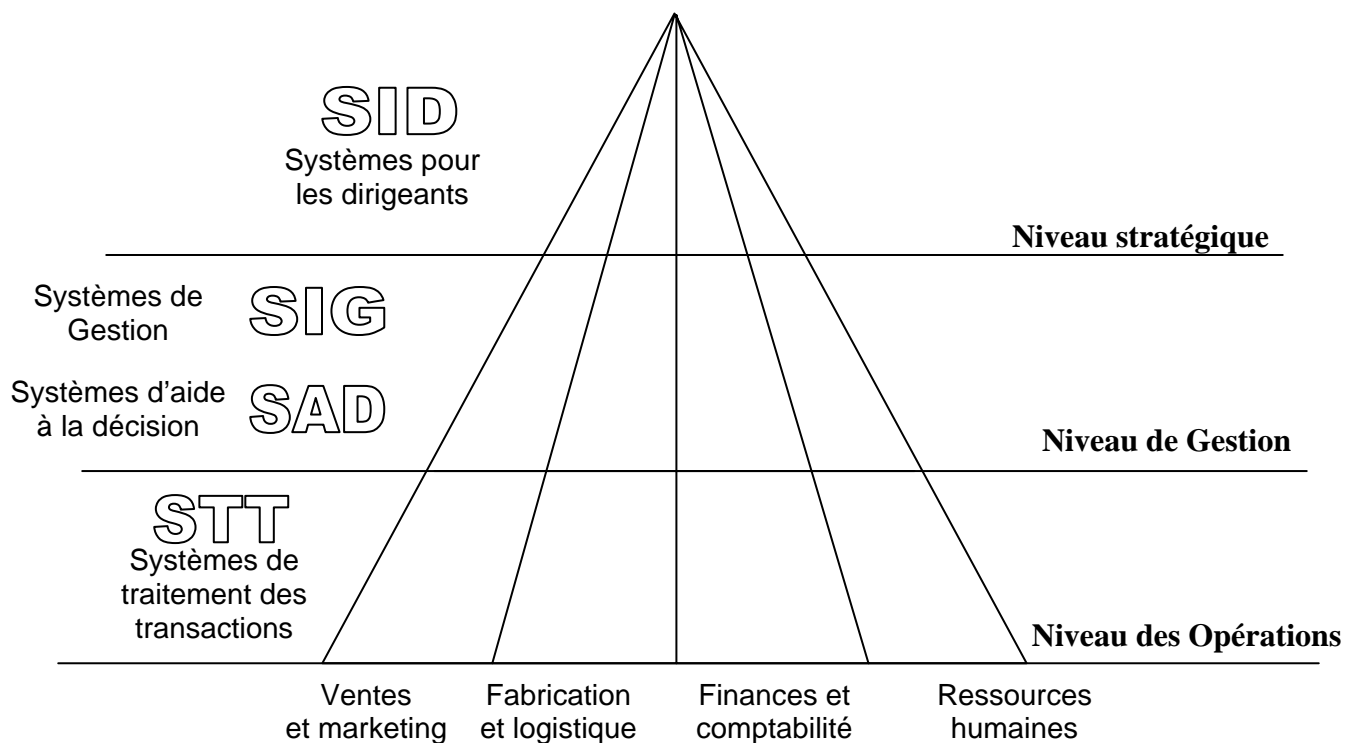 SID
Systèmes pour
les dirigeants
Niveau stratégique
Systèmes de
Gestion
SIG
Systèmes d'aide
à la décision
SAD
Niveau de Gestion
STT
Systèmes de
traitement des
transactions
Niveau des Opérations
Ventes
et marketing
Fabrication
et logistique
Finances et
comptabilité
Ressources
humaines